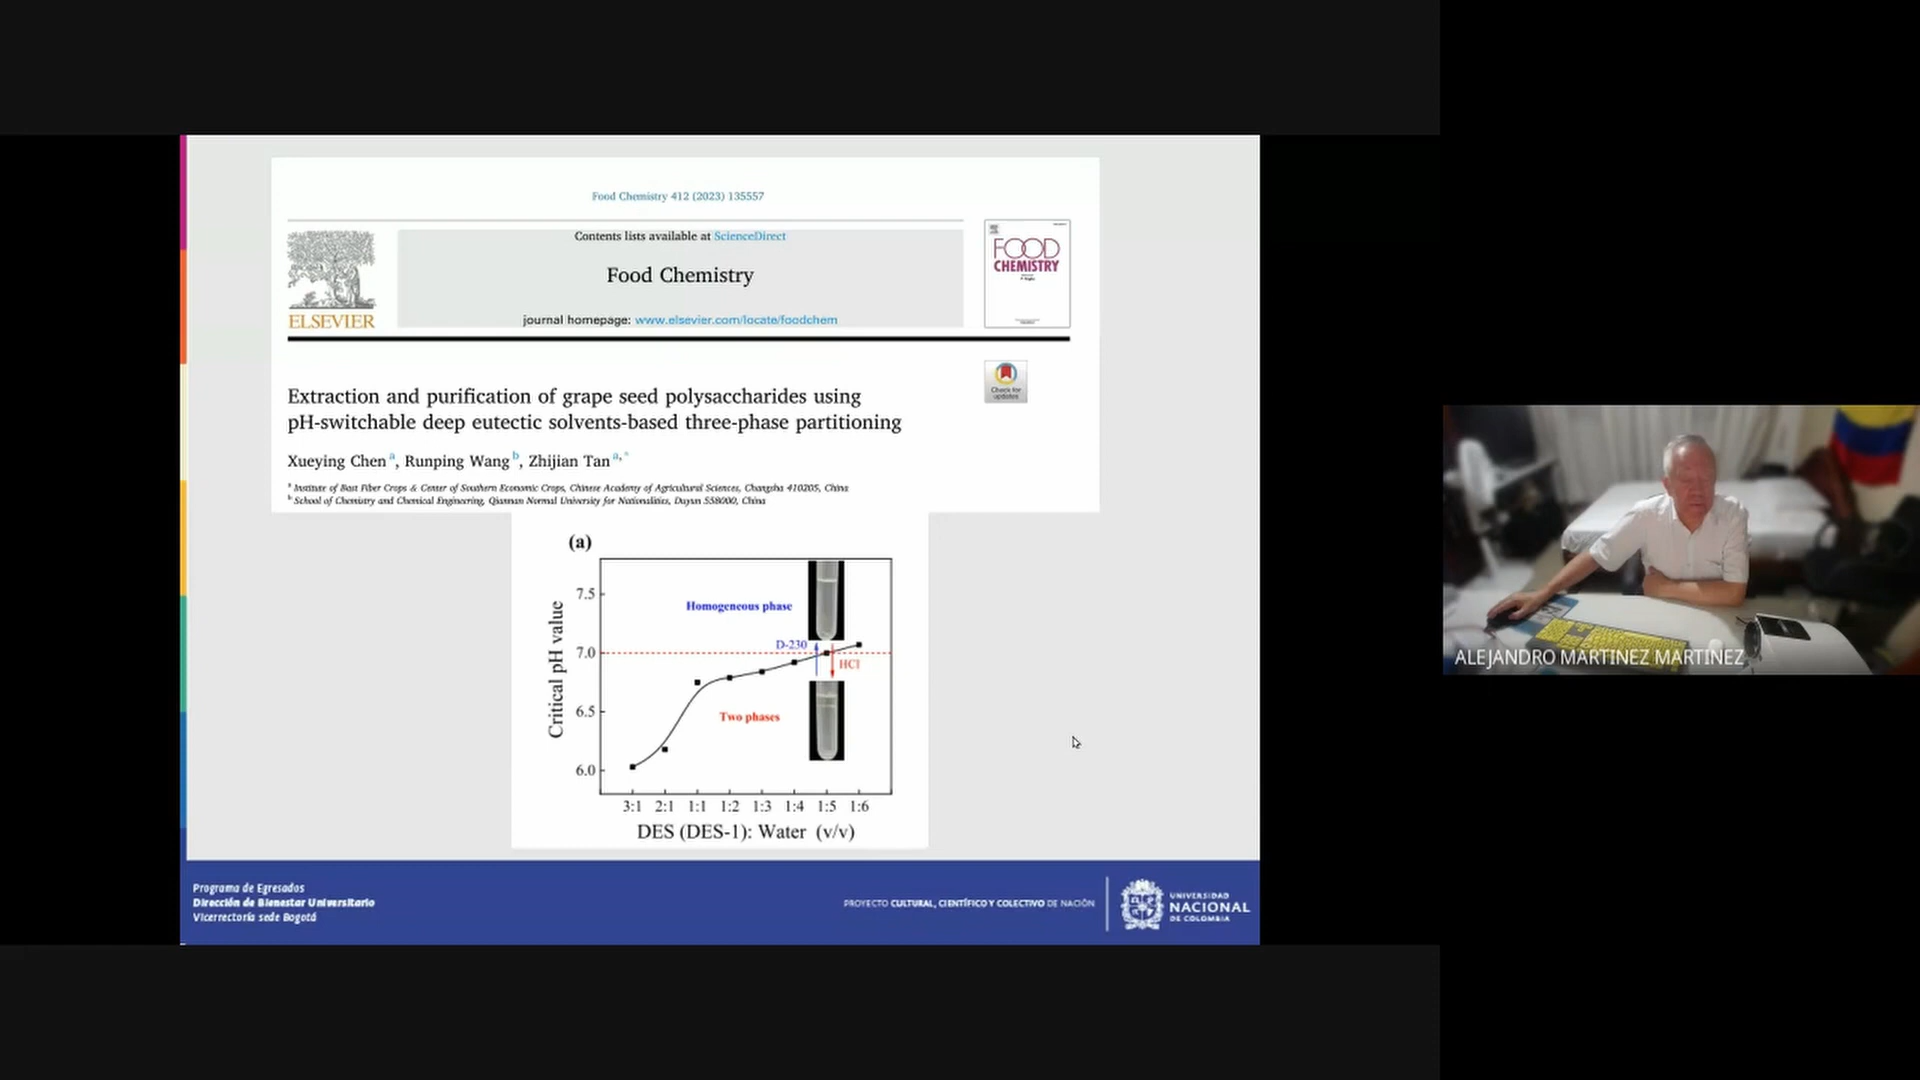 Food Chemistry 412 (2023) 135557
Contents lists available at ScienceDirect
Food Chemistry
journal homepage: www.elsevier.com/locate/foodchem
ELSEVIER
FOOD
CHEMISTRY
Check for
updates
Extraction and purification of grape seed polysaccharides using
pH-switchable deep eutectic solvents-based three-phase partitioning
Xueying Chen a, Runping Wang b, Zhijian Tan a,*
a Institute of Bast Fiber Crops & Center of Southern Economic Crops, Chinese Academy of Agricultural Sciences, Changsha 410205, China
b School of Chemistry and Chemical Engineering, Qiannan Normal University for Nationalities, Duyun 558000, China
(a)
Critical pH value
7.5
7.0
6.5
6.0
Homogeneous phase
D-230
HCl
Two phases
3:1 2:1 1:1 1:2 1:3 1:4 1:5 1:6
DES (DES-1): Water (v/v)
Programa de Egresados
Dirección de Bienestar Universitario
Vicerrectoría sede Bogotá
PROYECTO CULTURAL, CIENTÍFICO Y COLECTIVO DE NACIÓN
UNIVERSIDAD
NACIONAL
DE COLOMBIA
ALEJANDRO MARTINEZ MARTINEZ